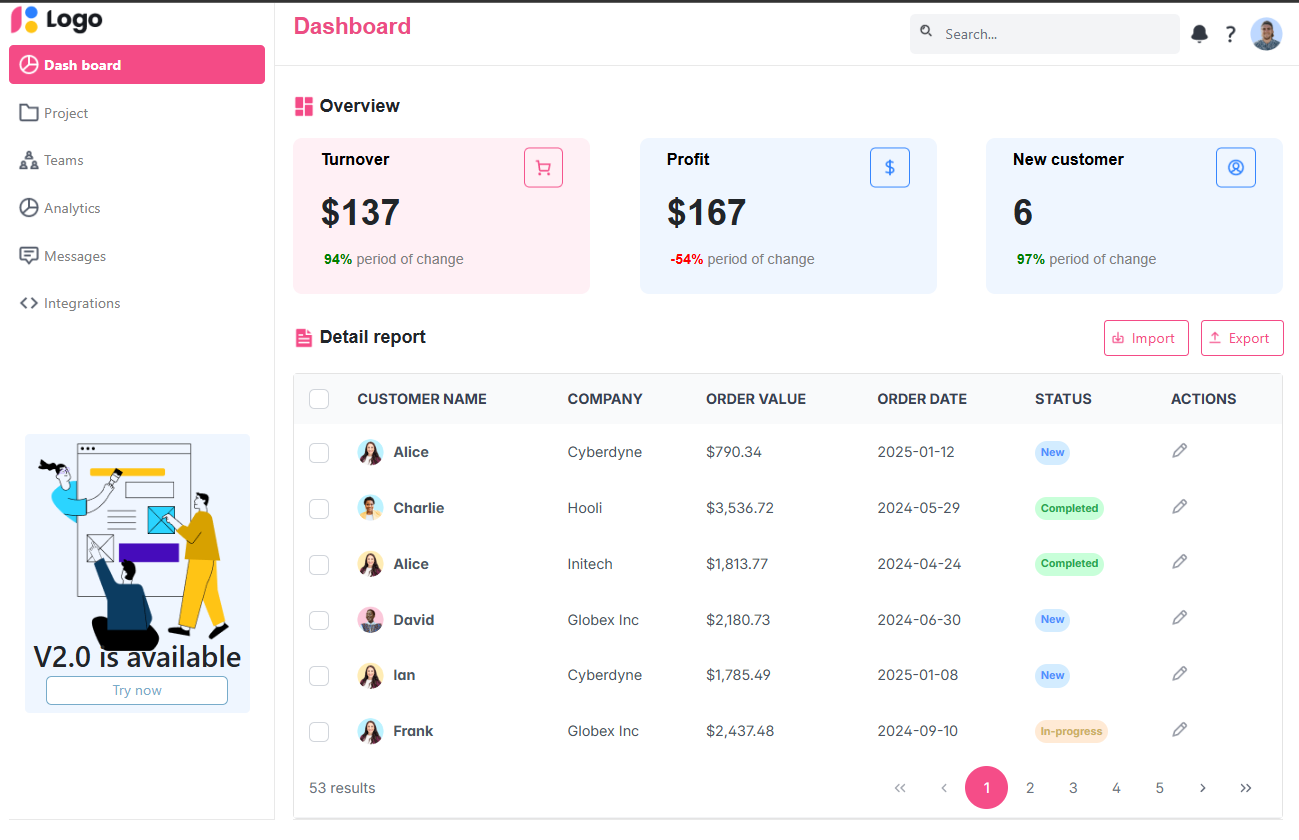 Logo
Dash board
Project
Teams
Analytics
Messages
Integrations
V2.0 is available
Try now
Dashboard
Search...
?
Overview
Turnover
$137
94% period of change
Profit
$
$167
-54% period of change
New customer
6
97% period of change
Detail report
Import
Export
CUSTOMER NAME COMPANY ORDER VALUE ORDER DATE STATUS ACTIONS
Alice Cyberdyne $790.34 2025-01-12 New
Charlie Hooli $3,536.72 2024-05-29 Completed
Alice Initech $1,813.77 2024-04-24 Completed
David Globex Inc $2,180.73 2024-06-30 New
Ian Cyberdyne $1,785.49 2025-01-08 New
Frank Globex Inc $2,437.48 2024-09-10 In-progress
53 results « ‹ 1 2 3 4 5 › »